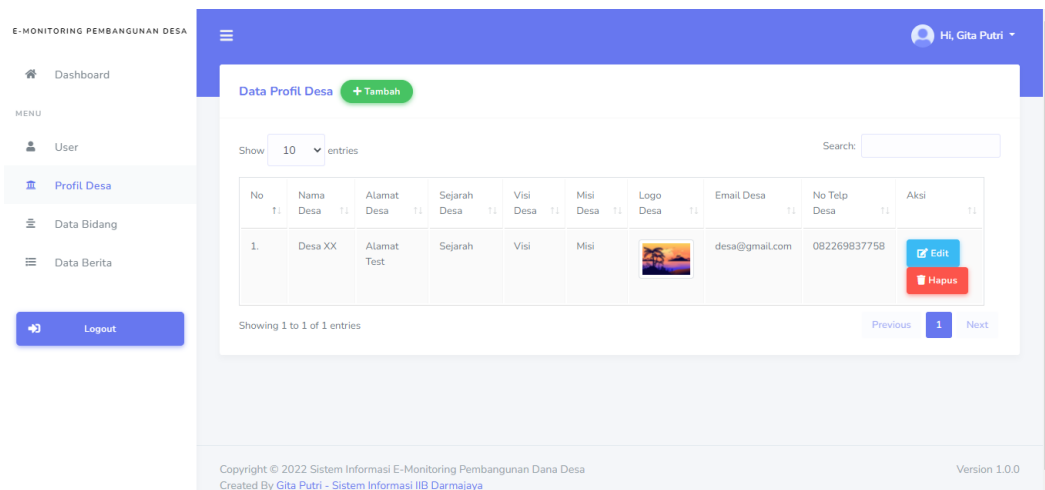 E-MONITORING PEMBANGUNAN DESA
Hi, Gita Putri
Dashboard
MENU
User
Profil Desa
Data Bidang
Data Berita
Logout
Data Profil Desa + Tambah
Show 10 entries
Search:
No Nama Desa Alamat Desa Sejarah Desa Visi Desa Misi Desa Logo Desa Email Desa No Telp Desa Aksi
1. Desa XX Alamat Test Sejarah Visi Misi desa@gmail.com 082269837758 Edit
Hapus
Showing 1 to 1 of 1 entries
Previous 1 Next
Copyright © 2022 Sistem Informasi E-Monitoring Pembangunan Dana Desa
Version 1.0.0
Created By Gita Putri - Sistem Informasi IIB Darmajaya